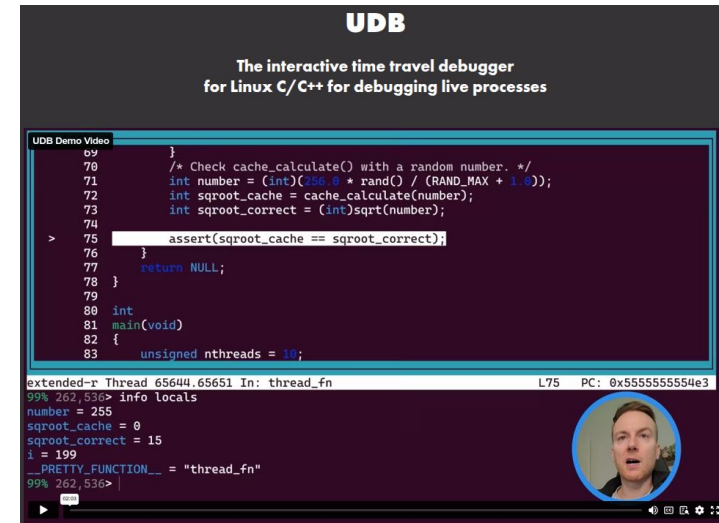 UDB
The interactive time travel debugger
for Linux C/C++ for debugging live processes
UDB Demo Video
69 }
70 /* Check cache_calculate() with a random number. */
71 int number = (int)(256.0 * rand() / (RAND_MAX + 1.0));
72 int sqroot_cache = cache_calculate(number);
73 int sqroot_correct = (int)sqrt(number);
74
> 75 assert(sqroot_cache == sqroot_correct);
76 }
77 return NULL;
78 }
79
80 int
81 main(void)
82 {
83 unsigned nthreads = 10;
extended-r Thread 65644.65651 In: thread_fn L75 PC: 0x5555555554e3
99% 262,536> info locals
number = 255
sqroot_cache = 0
sqroot_correct = 15
i = 199
__PRETTY_FUNCTION__ = "thread_fn"
99% 262,536>
02:03